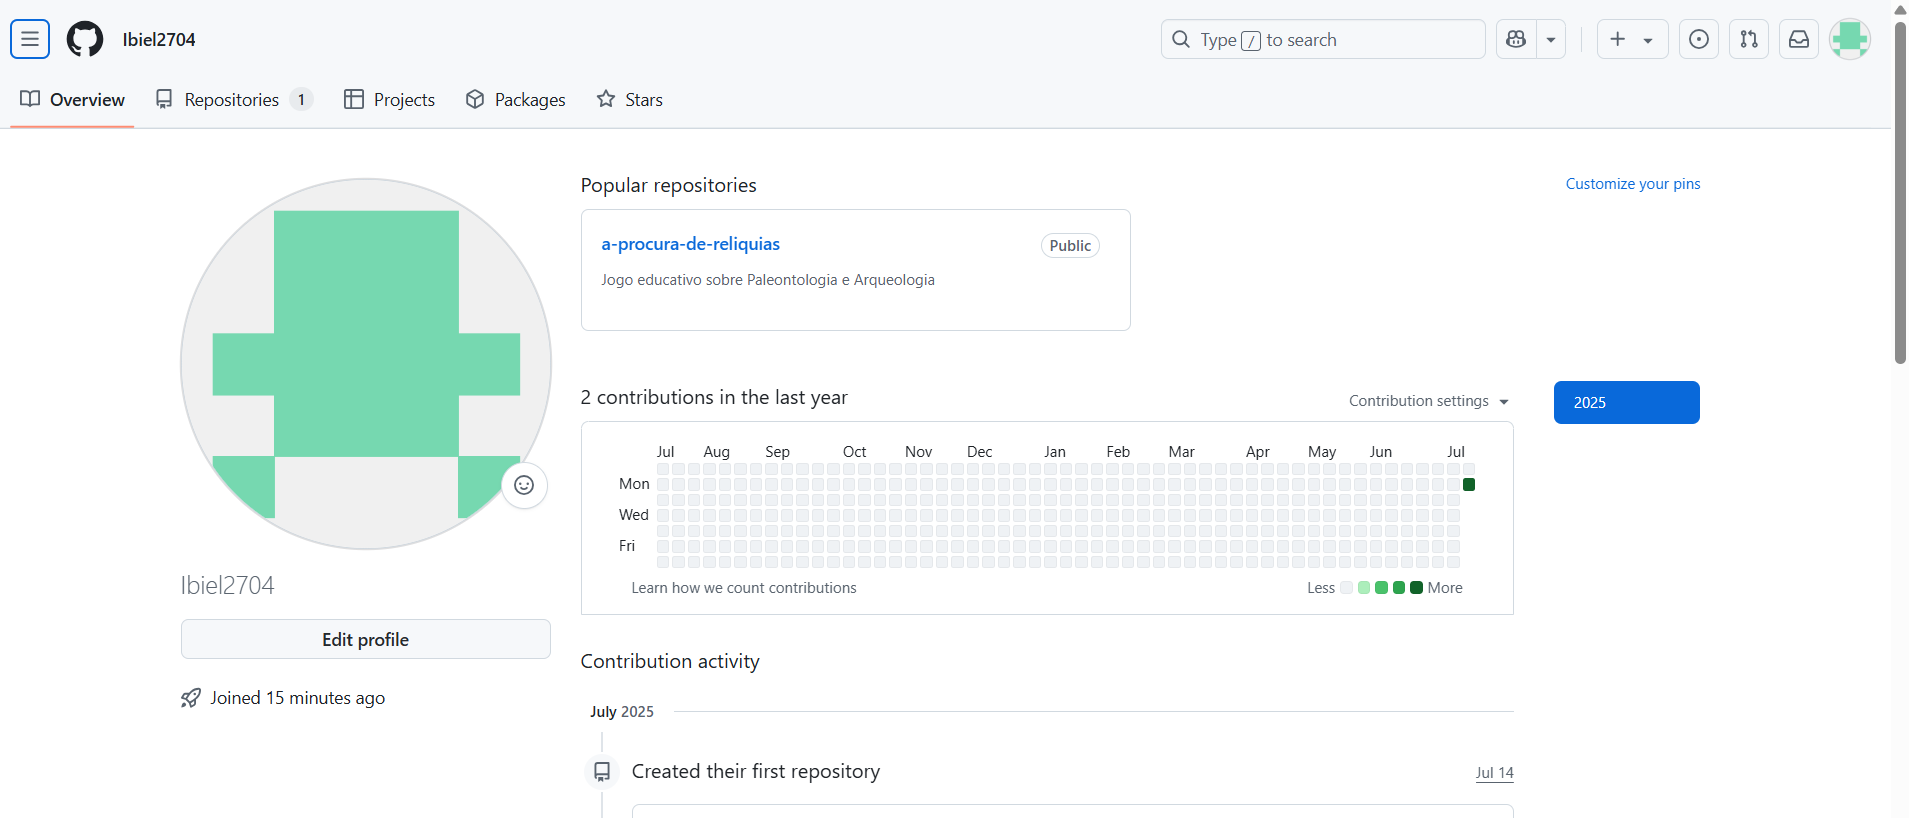 Ibiel2704
Type / to search
Overview
Repositories 1
Projects
Packages
Stars
Popular repositories
Customize your pins
a-procura-de-reliquias
Public
Jogo educativo sobre Paleontologia e Arqueologia
2 contributions in the last year
Contribution settings
2025
Jul Aug Sep Oct Nov Dec Jan Feb Mar Apr May Jun Jul
Mon
Wed
Fri
Learn how we count contributions
Less More
Ibiel2704
Edit profile
Joined 15 minutes ago
Contribution activity
July 2025
Created their first repository
Jul 14